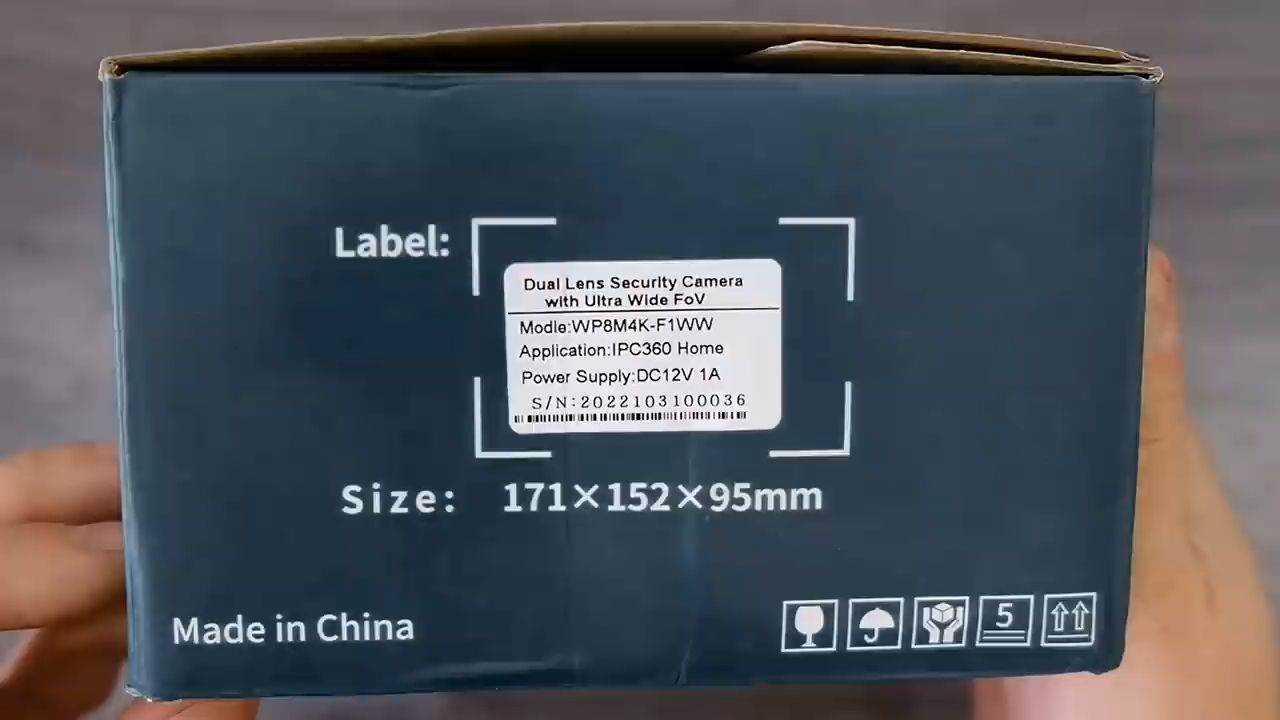 Label:
Dual Lens Security Camera
with Ultra Wide FoV
Modle:WP8M4K-F1WW
Application:IPC360 Home
Power Supply:DC12V 1A
S/N:2022103100036
Size: 171×152×95mm
Made in China
5